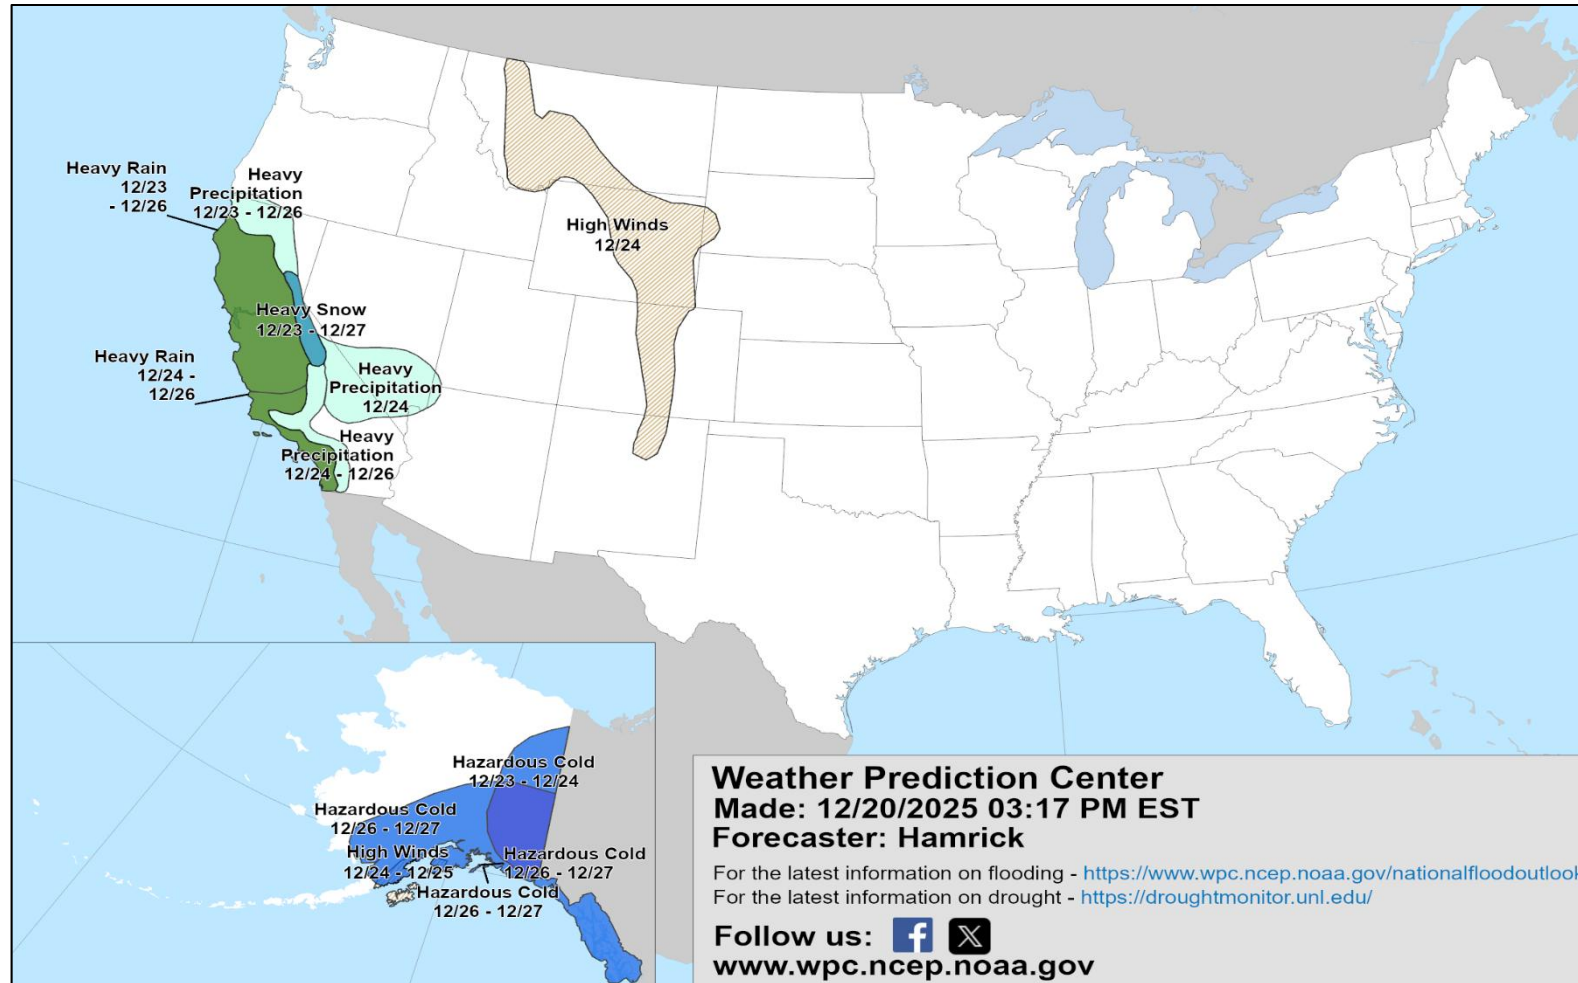 Heavy Rain
12/23
- 12/26
Heavy
Precipitation
12/23 - 12/26
High Winds
12/24
Heavy Snow
12/23 - 12/27
Heavy Rain
12/24 -
12/26
Heavy
Precipitation
12/24
Heavy
Precipitation
12/24 - 12/26
Hazardous Cold
12/23 - 12/24
Hazardous Cold
12/26 - 12/27
High Winds
12/24 - 12/25
Hazardous Cold
12/26 - 12/27
Hazardous Cold
12/26 - 12/27
Weather Prediction Center
Made: 12/20/2025 03:17 PM EST
Forecaster: Hamrick
For the latest information on flooding - https://www.wpc.ncep.noaa.gov/nationalfloodoutlook
For the latest information on drought - https://droughtmonitor.unl.edu/
Follow us:
www.wpc.ncep.noaa.gov